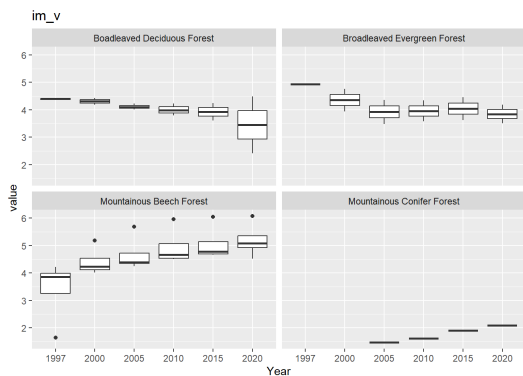 im_v
Boadleaved Deciduous Forest
Broadleaved Evergreen Forest
6
5
4
3
2
Mountainous Beech Forest
Mountainous Conifer Forest
6
5
4
3
2
value
1997 2000 2005 2010 2015 2020
1997 2000 2005 2010 2015 2020
Year